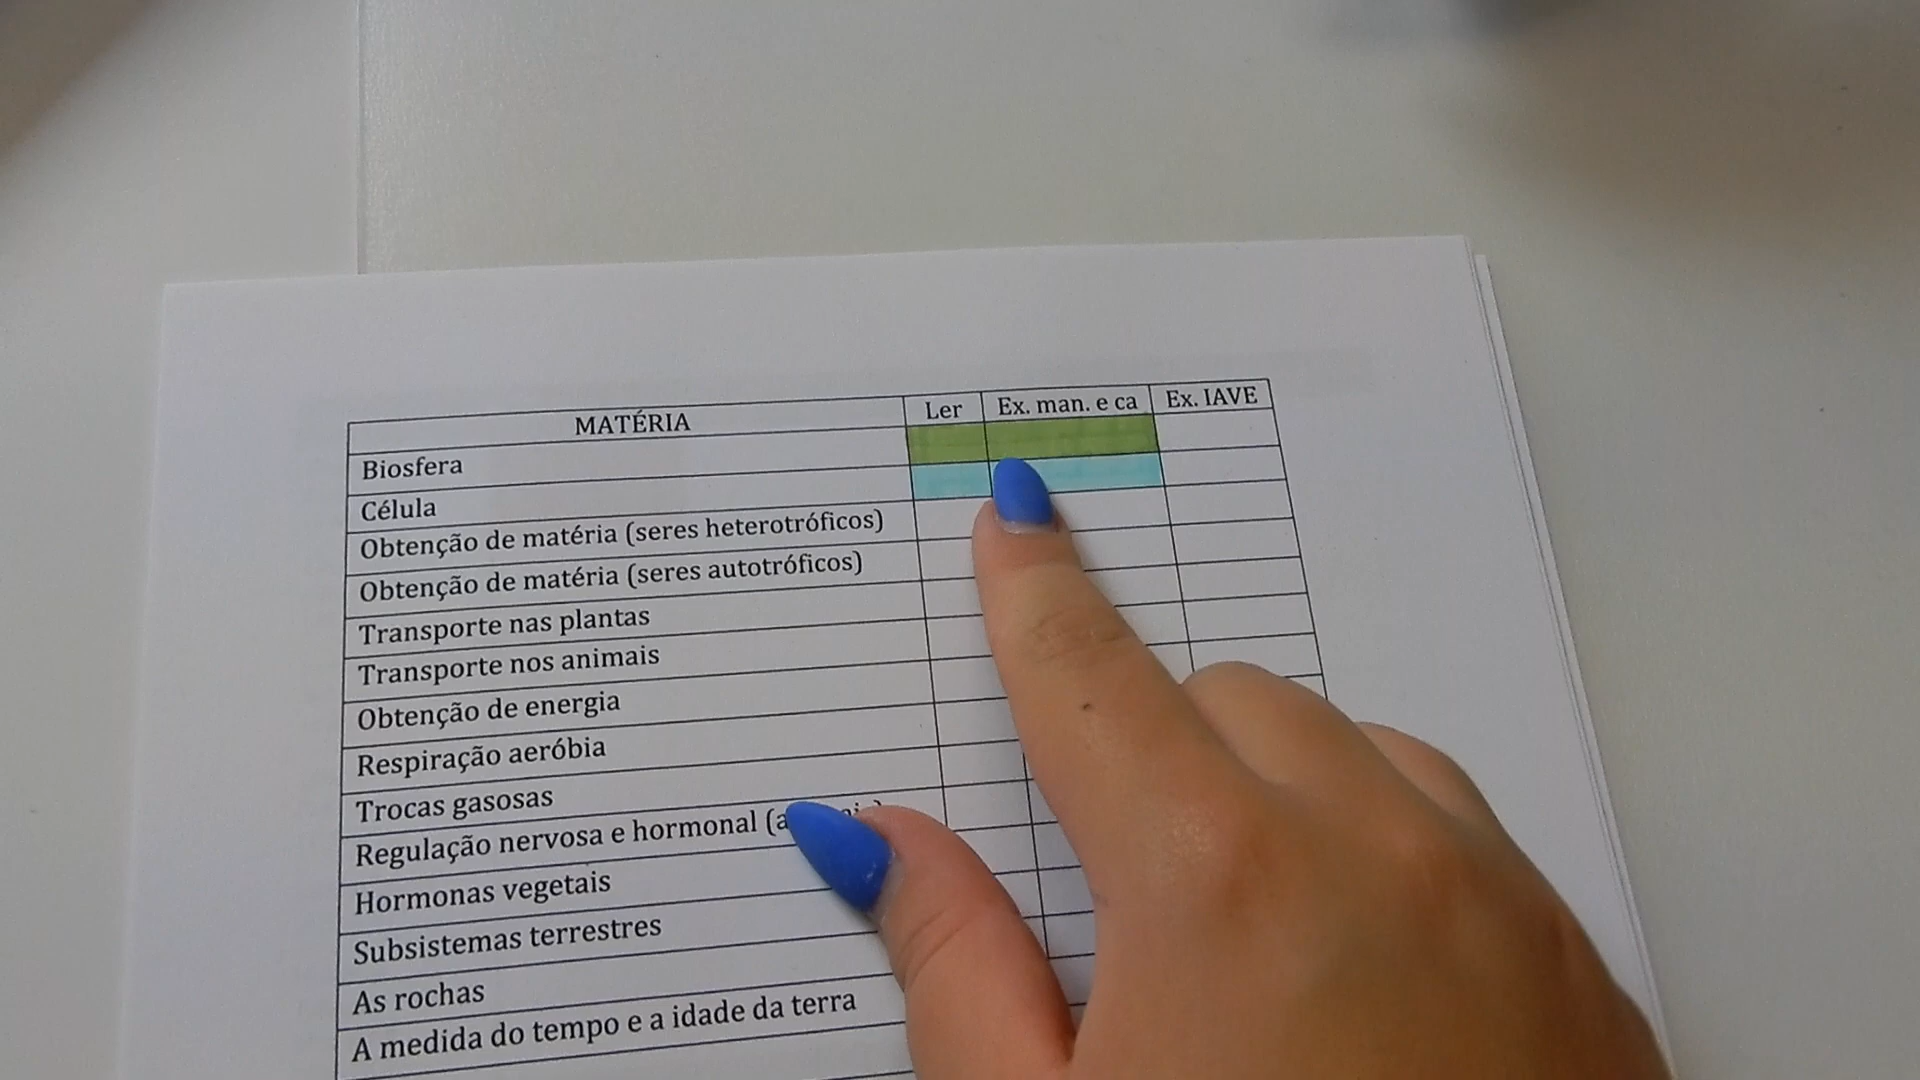 MATÉRIA Ler Ex. man. e ca Ex. IAVE
Biosfera
Célula
Obtenção de matéria (seres heterotróficos)
Obtenção de matéria (seres autotróficos)
Transporte nas plantas
Transporte nos animais
Obtenção de energia
Respiração aeróbia
Trocas gasosas
Regulação nervosa e hormonal
Hormonas vegetais
Subsistemas terrestres
As rochas
A medida do tempo e a idade da terra